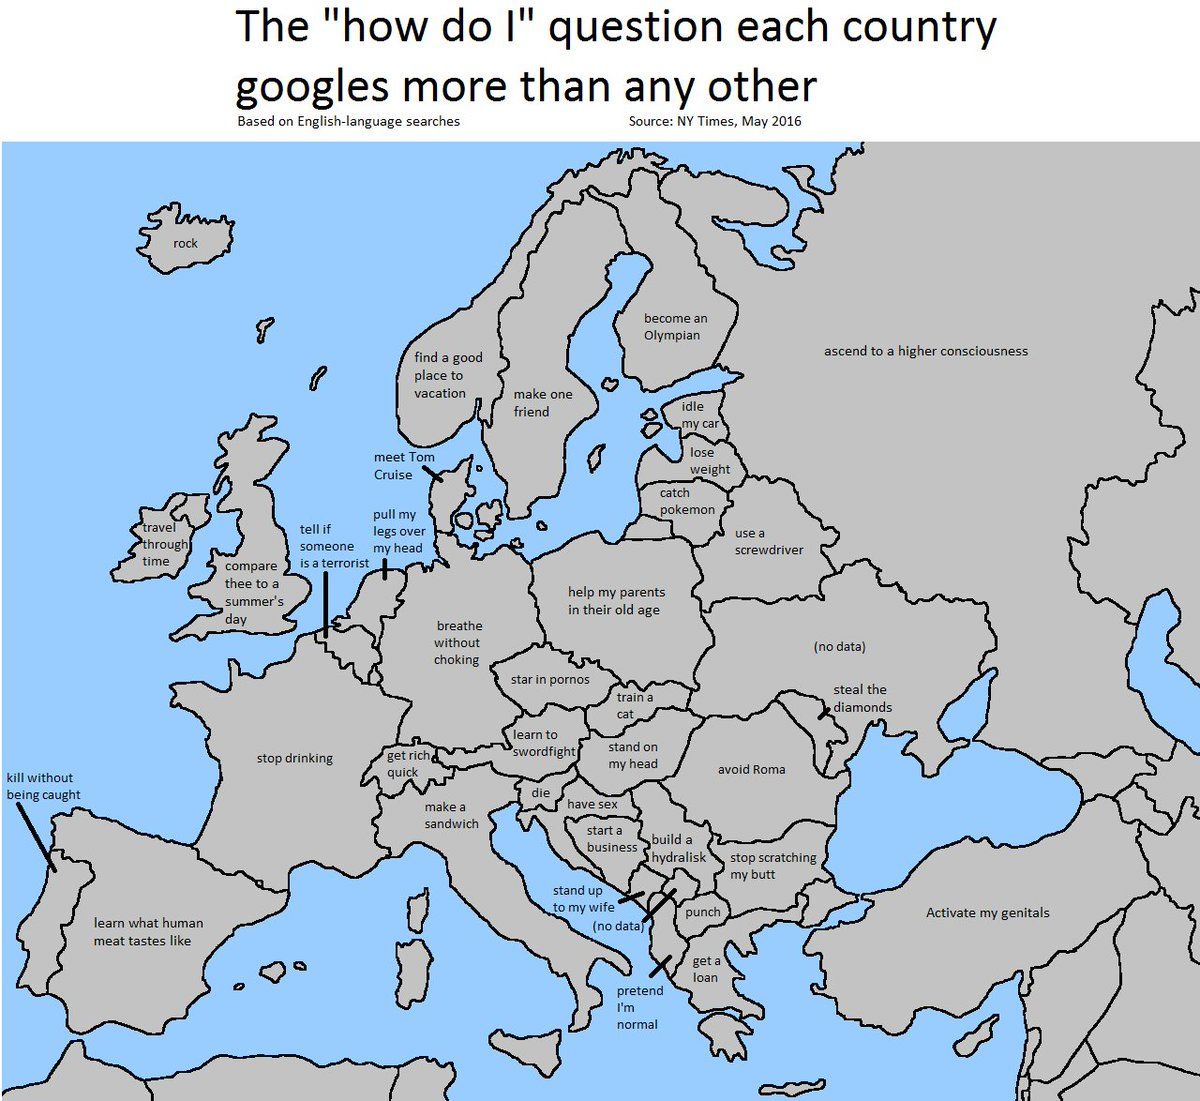 The "how do I" question each country
googles more than any other
Based on English-language searches
Source: NY Times, May 2016
rock
become an
Olympian
ascend to a higher consciousness
find a good
place to
vacation
make one
friend
idle
my car
meet Tom
Cruise
lose
weight
catch
pokemon
travel
through
time
tell if
someone
is a terrorist
pull my
legs over
my head
use a
screwdriver
compare
thee to a
summer's
day
help my parents
in their old age
breathe
without
choking
(no data)
star in pornos
steal the
diamonds
train a
cat
learn to
swordfight
stand on
my head
stop drinking
get rich
quick
avoid Roma
kill without
being caught
die
have sex
make a
sandwich
start a
business
build a
hydralisk
stop scratching
my butt
stand up
to my wife
(no data)
punch
Activate my genitals
learn what human
meat tastes like
get a
loan
pretend
I'm
normal